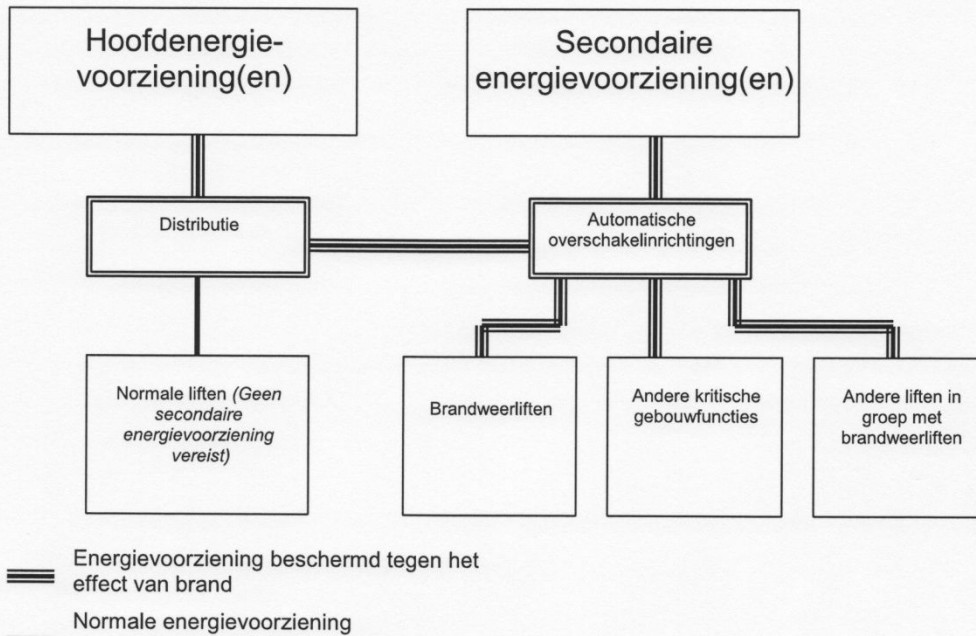 Hoofdenergie-
voorziening(en)
Secondaire
energievoorziening(en)
Distributie
Automatische
overschakelinrichtingen
Normale liften (Geen
secondaire
energievoorziening
vereist)
Brandweerliften
Andere kritische
gebouwfuncties
Andere liften in
groep met
brandweerliften
Energievoorziening beschermd tegen het
effect van brand
Normale energievoorziening